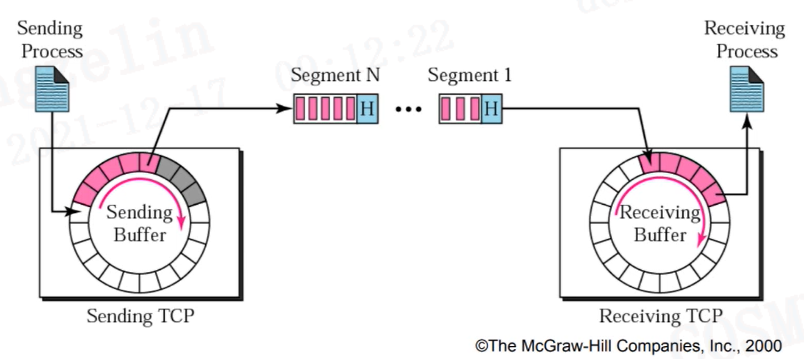 Sending
Process
Receiving
Process
09:12:22
2021-12-17
Segment N
Segment 1
H
H
Sending
Buffer
Receiving
Buffer
Sending TCP
Receiving TCP
©The McGraw-Hill Companies, Inc., 2000